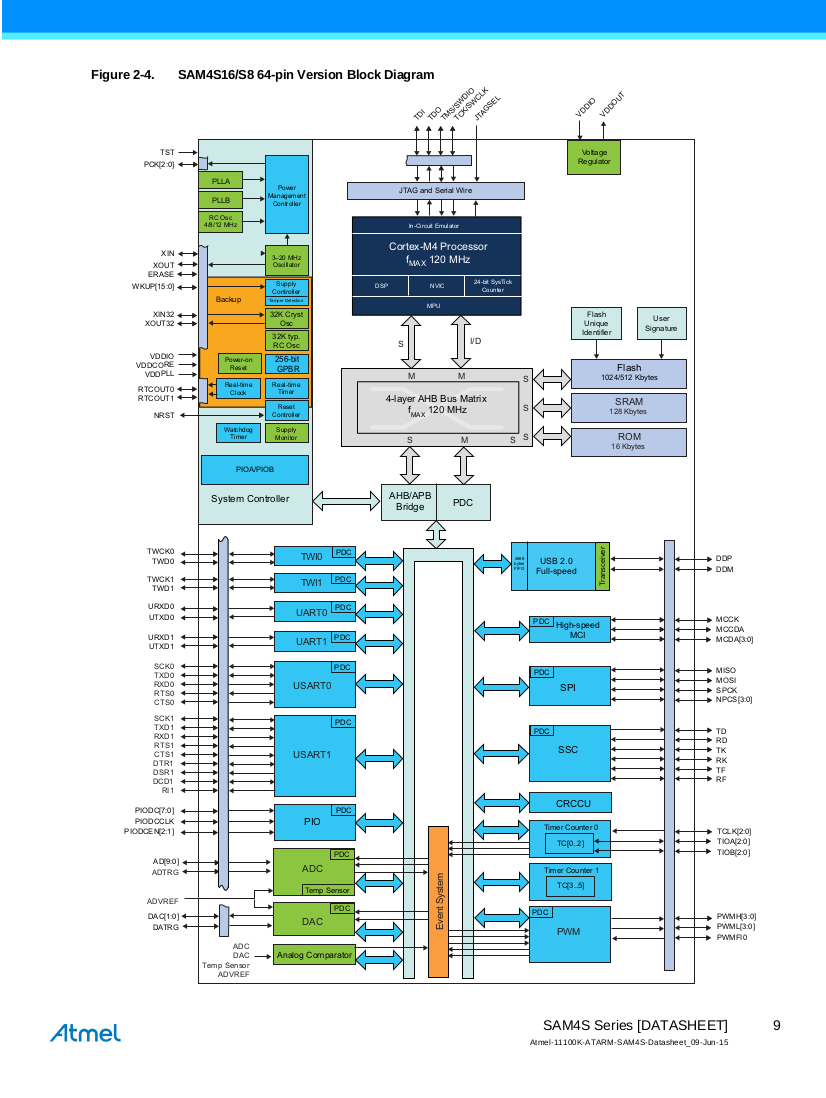 Figure 2-4. SAM4S16/S8 64-pin Version Block Diagram
TDI
TDO
TMS/SWDIO
TCK/SWCLK
JTAGSEL
VDDIO
VDDOUT
TST
PCK[2:0]
PLLA
PLLB
RC Osc
4/8/12 MHz
Power
Management
Controller
Voltage
Regulator
JTAG and Serial Wire
In-Circuit Emulator
Cortex-M4 Processor
fMAX 120 MHz
DSP
NVIC
24-bit SysTick
Counter
MPU
XIN
XOUT
ERASE
WKUP[15:0]
XIN32
XOUT32
VDDIO
VDDCORE
VDDPLL
RTCOUT0
RTCOUT1
NRST
3–20 MHz
Oscillator
Backup
Supply
Controller
Tamper Detection
32K Cryst
Osc
32K typ.
RC Osc
Power-on
Reset
256-bit
GPBR
Real-time
Clock
Real-time
Timer
Reset
Controller
Watchdog
Timer
Supply
Monitor
PIOA/PIOB
System Controller
Flash
Unique
Identifier
User
Signature
S
I/D
M
M
4-layer AHB Bus Matrix
fMAX 120 MHz
S
S
S
S
M
S
Flash
1024/512 Kbytes
SRAM
128 Kbytes
ROM
16 Kbytes
AHB/APB
Bridge
PDC
TWCK0
TWD0
TWI0
PDC
TWCK1
TWD1
TWI1
PDC
URXD0
UTXD0
UART0
PDC
URXD1
UTXD1
UART1
PDC
SCK0
TXD0
RXD0
RTS0
CTS0
USART0
PDC
SCK1
TXD1
RXD1
RTS1
CTS1
DTR1
DSR1
DCD1
RI1
USART1
PDC
PIODC[7:0]
PIODCCLK
PIODCEN[2:1]
PIO
PDC
AD[9:0]
ADTRG
ADC
PDC
Temp Sensor
ADVREF
DAC[1:0]
DATRG
DAC
PDC
ADC
DAC
Temp Sensor
ADVREF
Analog Comparator
Event System
2668
bytes
FIFO
USB 2.0
Full-speed
Transceiver
DDP
DDM
PDC
High-speed
MCI
MCCK
MCCDA
MCDA[3:0]
PDC
SPI
MISO
MOSI
SPCK
NPCS[3:0]
PDC
SSC
TD
RD
TK
RK
TF
RF
CRCCU
Timer Counter 0
TC[0..2]
TCLK[2:0]
TIOA[2:0]
TIOB[2:0]
Timer Counter 1
TC[3..5]
PDC
PWM
PWMH[3:0]
PWML[3:0]
PWMFI0
Atmel
SAM4S Series [DATASHEET]
Atmel-11100K-ATARM-SAM4S-Datasheet_09-Jun-15
9